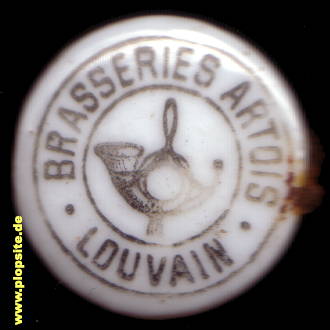 BRASSERIES ARTOIS
· LOUVAIN ·
www.plopsite.de